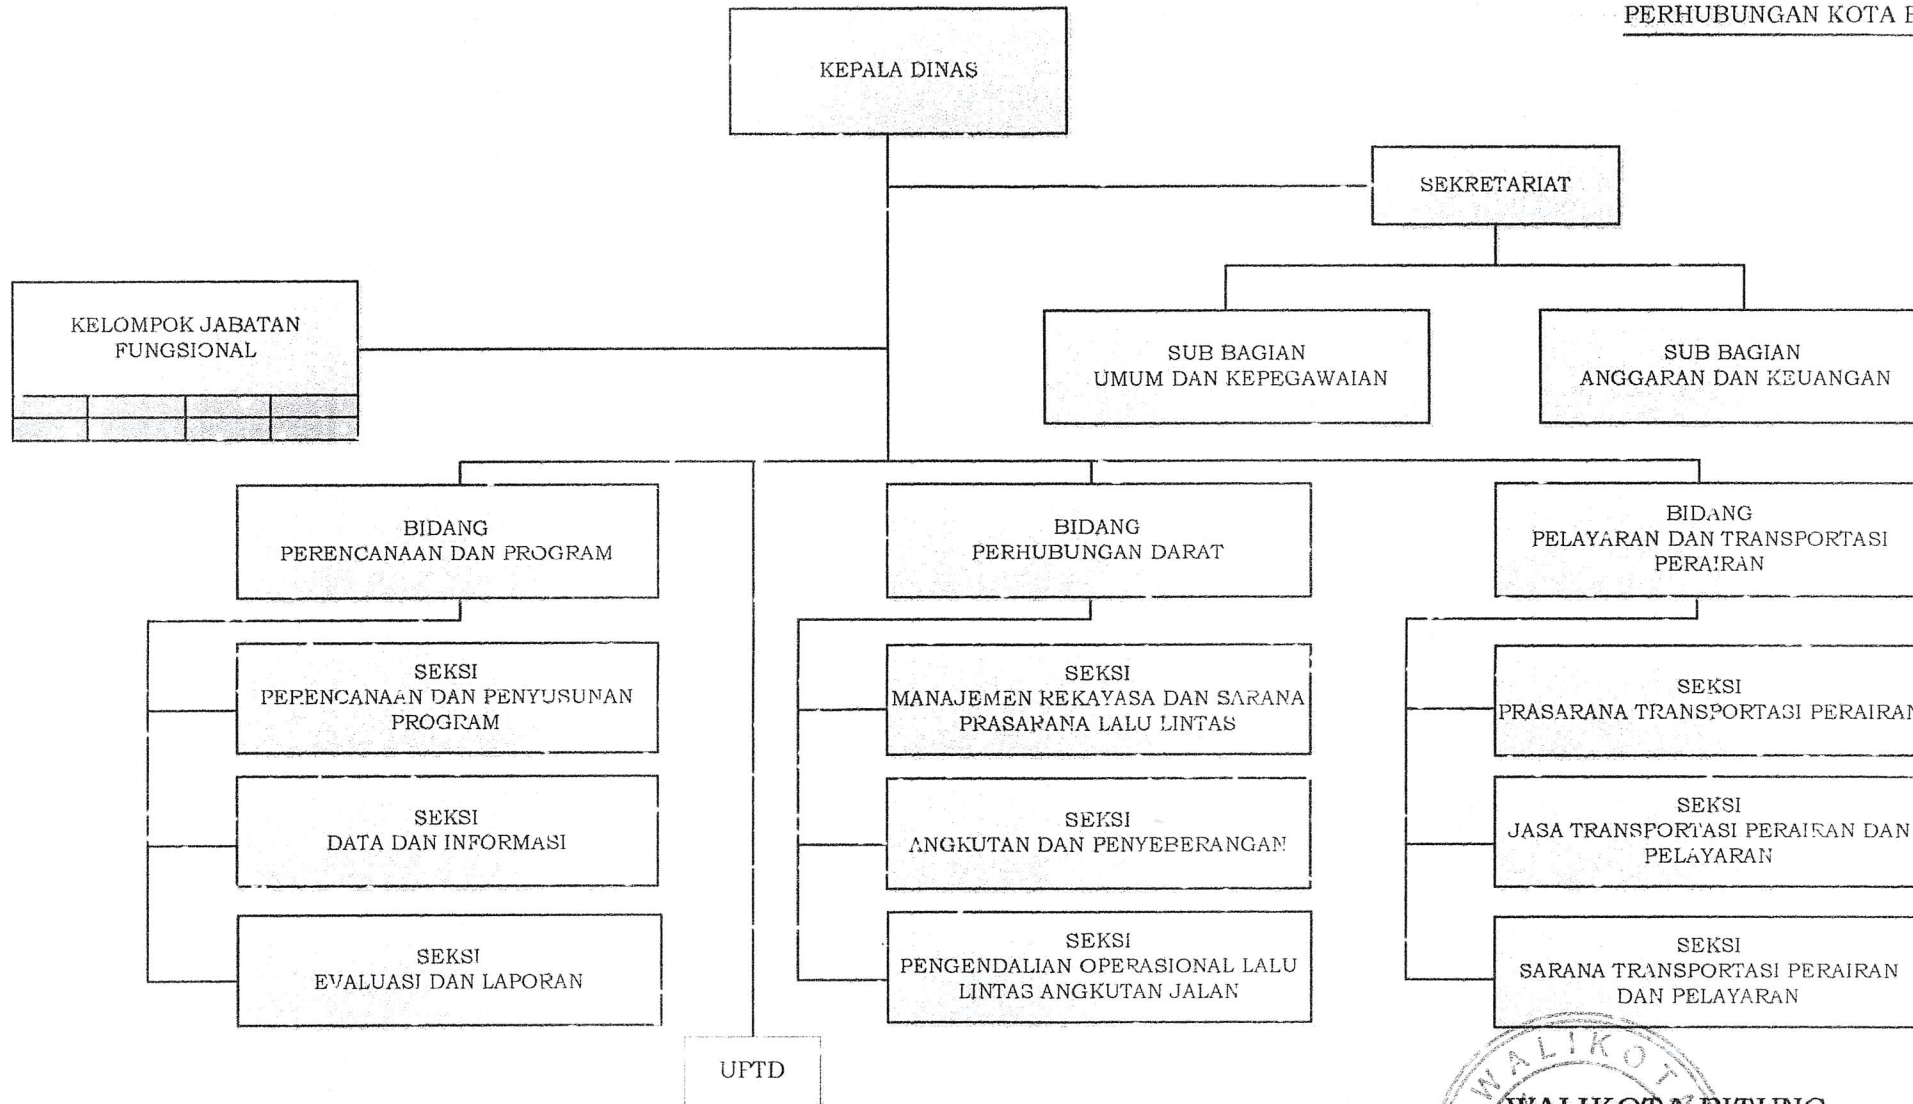 PERHUBUNGAN KOTA
KEPALA DINAS
SEKRETARIAT
KELOMPOK JABATAN
FUNGSIONAL
SUB BAGIAN
UMUM DAN KEPEGAWAIAN
SUB BAGIAN
ANGGARAN DAN KEUANGAN
BIDANG
PERENCANAAN DAN PROGRAM
BIDANG
PERHUBUNGAN DARAT
BIDANG
PELAYARAN DAN TRANSPORTASI
PERAIRAN
SEKSI
PERENCANAAN DAN PENYUSUNAN
PROGRAM
SEKSI
MANAJEMEN REKAYASA DAN SARANA
PRASARANA LALU LINTAS
SEKSI
PRASARANA TRANSPORTASI PERAIRAN
SEKSI
DATA DAN INFORMASI
SEKSI
ANGKUTAN DAN PENYEBERANGAN
SEKSI
JASA TRANSPORTASI PERAIRAN DAN
PELAYARAN
SEKSI
EVALUASI DAN LAPORAN
SEKSI
PENGENDALIAN OPERASIONAL LALU
LINTAS ANGKUTAN JALAN
SEKSI
SARANA TRANSPORTASI PERAIRAN
DAN PELAYARAN
UPTD
WALIKOTA
WALIKOTA BITUNG